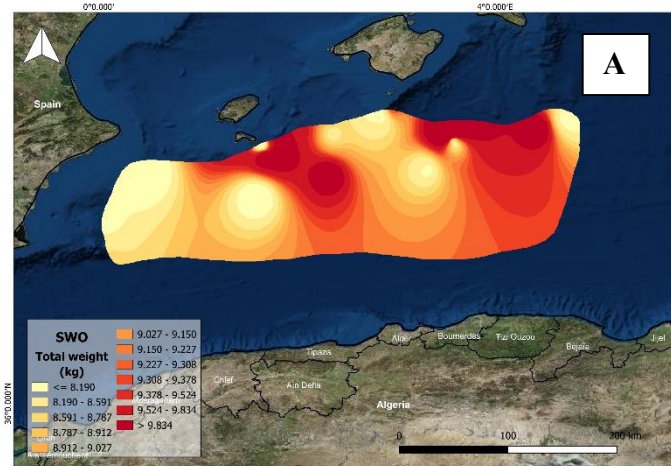 0°0.000'
4°0.000'E
A
Spain
SWO
Total weight
(kg)
<= 8.190
8.190 - 8.591
8.591 - 8.787
8.787 - 8.912
8.912 - 9.027
9.027 - 9.150
9.150 - 9.227
9.227 - 9.308
9.308 - 9.378
9.378 - 9.524
9.524 - 9.834
> 9.834
Alger
Boumerdes
Tizi Ouzou
Bejaia
Jijel
Tipaza
Chlef
Ain Defla
Algeria
36°0.000'N
0
100
200 km